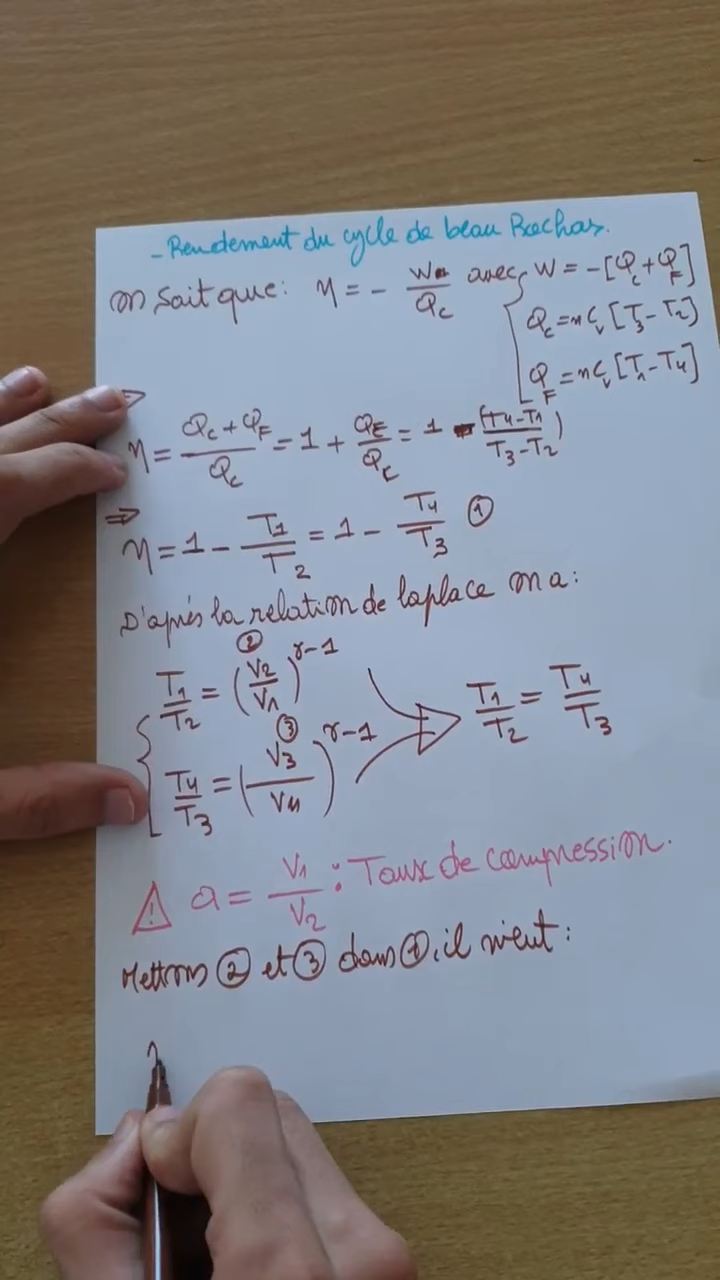 - Rendement du cycle de beau Rochas.
on sait que: η = - W/Qc avec { W = -[Qc + QF]
Qc = nCv [T3 - T2]
QF = nCv [T1 - T4]
=>
η = (Qc + QF)/Qc = 1 + QF/Qc = 1 - (T4 - T1 / T3 - T2)
=>
η = 1 - T1/T2 = 1 - T4/T3 ①
D'après la relation de laplace on a:
② T1/T2 = (V2/V1)^γ-1
T1/T2 = T4/T3
③ T4/T3 = (V3/V4)^γ-1
⚠ a = V1/V2 : Taux de compression.
Mettons ② et ③ dans ①, il vient: